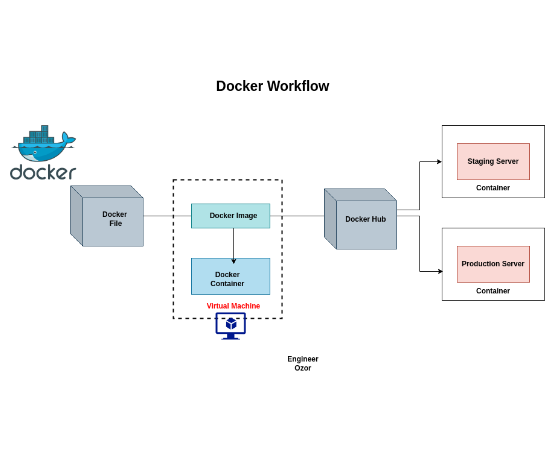 Docker Workflow
docker
Docker
File
Docker Image
Docker
Container
Virtual Machine
Docker Hub
Staging Server
Container
Production Server
Container
Engineer
Ozor